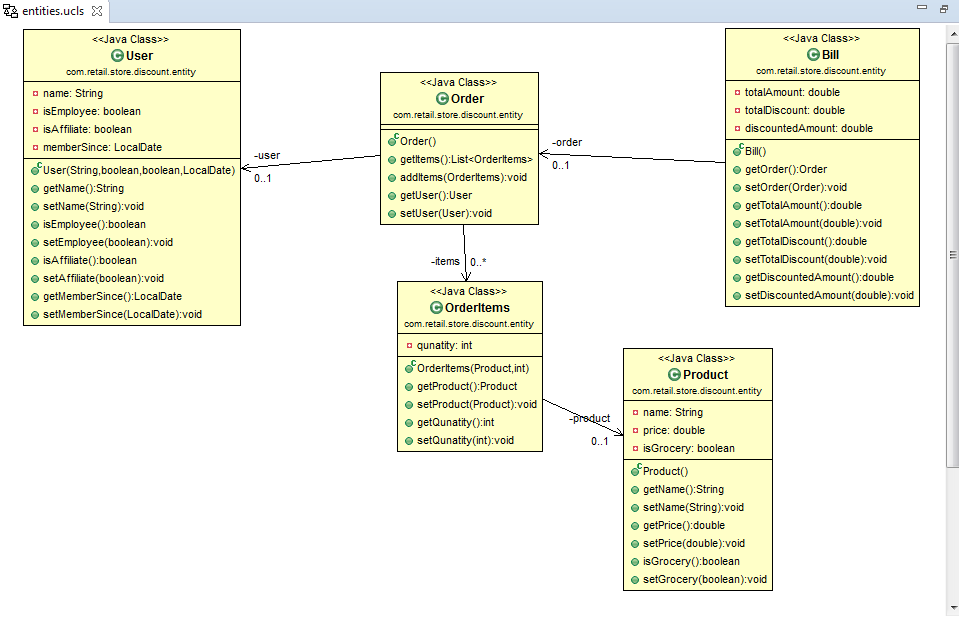 entities.ucls
<<Java Class>>
User
com.retail.store.discount.entity
name: String
isEmployee: boolean
isAffiliate: boolean
memberSince: LocalDate
User(String,boolean,boolean,LocalDate)
getName():String
setName(String):void
isEmployee():boolean
setEmployee(boolean):void
isAffiliate():boolean
setAffiliate(boolean):void
getMemberSince():LocalDate
setMemberSince(LocalDate):void
-user
0..1
<<Java Class>>
Order
com.retail.store.discount.entity
Order()
getItems():List<OrderItems>
addItems(OrderItems):void
getUser():User
setUser(User):void
-order
0..1
<<Java Class>>
Bill
com.retail.store.discount.entity
totalAmount: double
totalDiscount: double
discountedAmount: double
Bill()
getOrder():Order
setOrder(Order):void
getTotalAmount():double
setTotalAmount(double):void
getTotalDiscount():double
setTotalDiscount(double):void
getDiscountedAmount():double
setDiscountedAmount(double):void
-items
0..*
<<Java Class>>
OrderItems
com.retail.store.discount.entity
qunatity: int
OrderItems(Product,int)
getProduct():Product
setProduct(Product):void
getQunatity():int
setQunatity(int):void
-product
0..1
<<Java Class>>
Product
com.retail.store.discount.entity
name: String
price: double
isGrocery: boolean
Product()
getName():String
setName(String):void
getPrice():double
setPrice(double):void
isGrocery():boolean
setGrocery(boolean):void